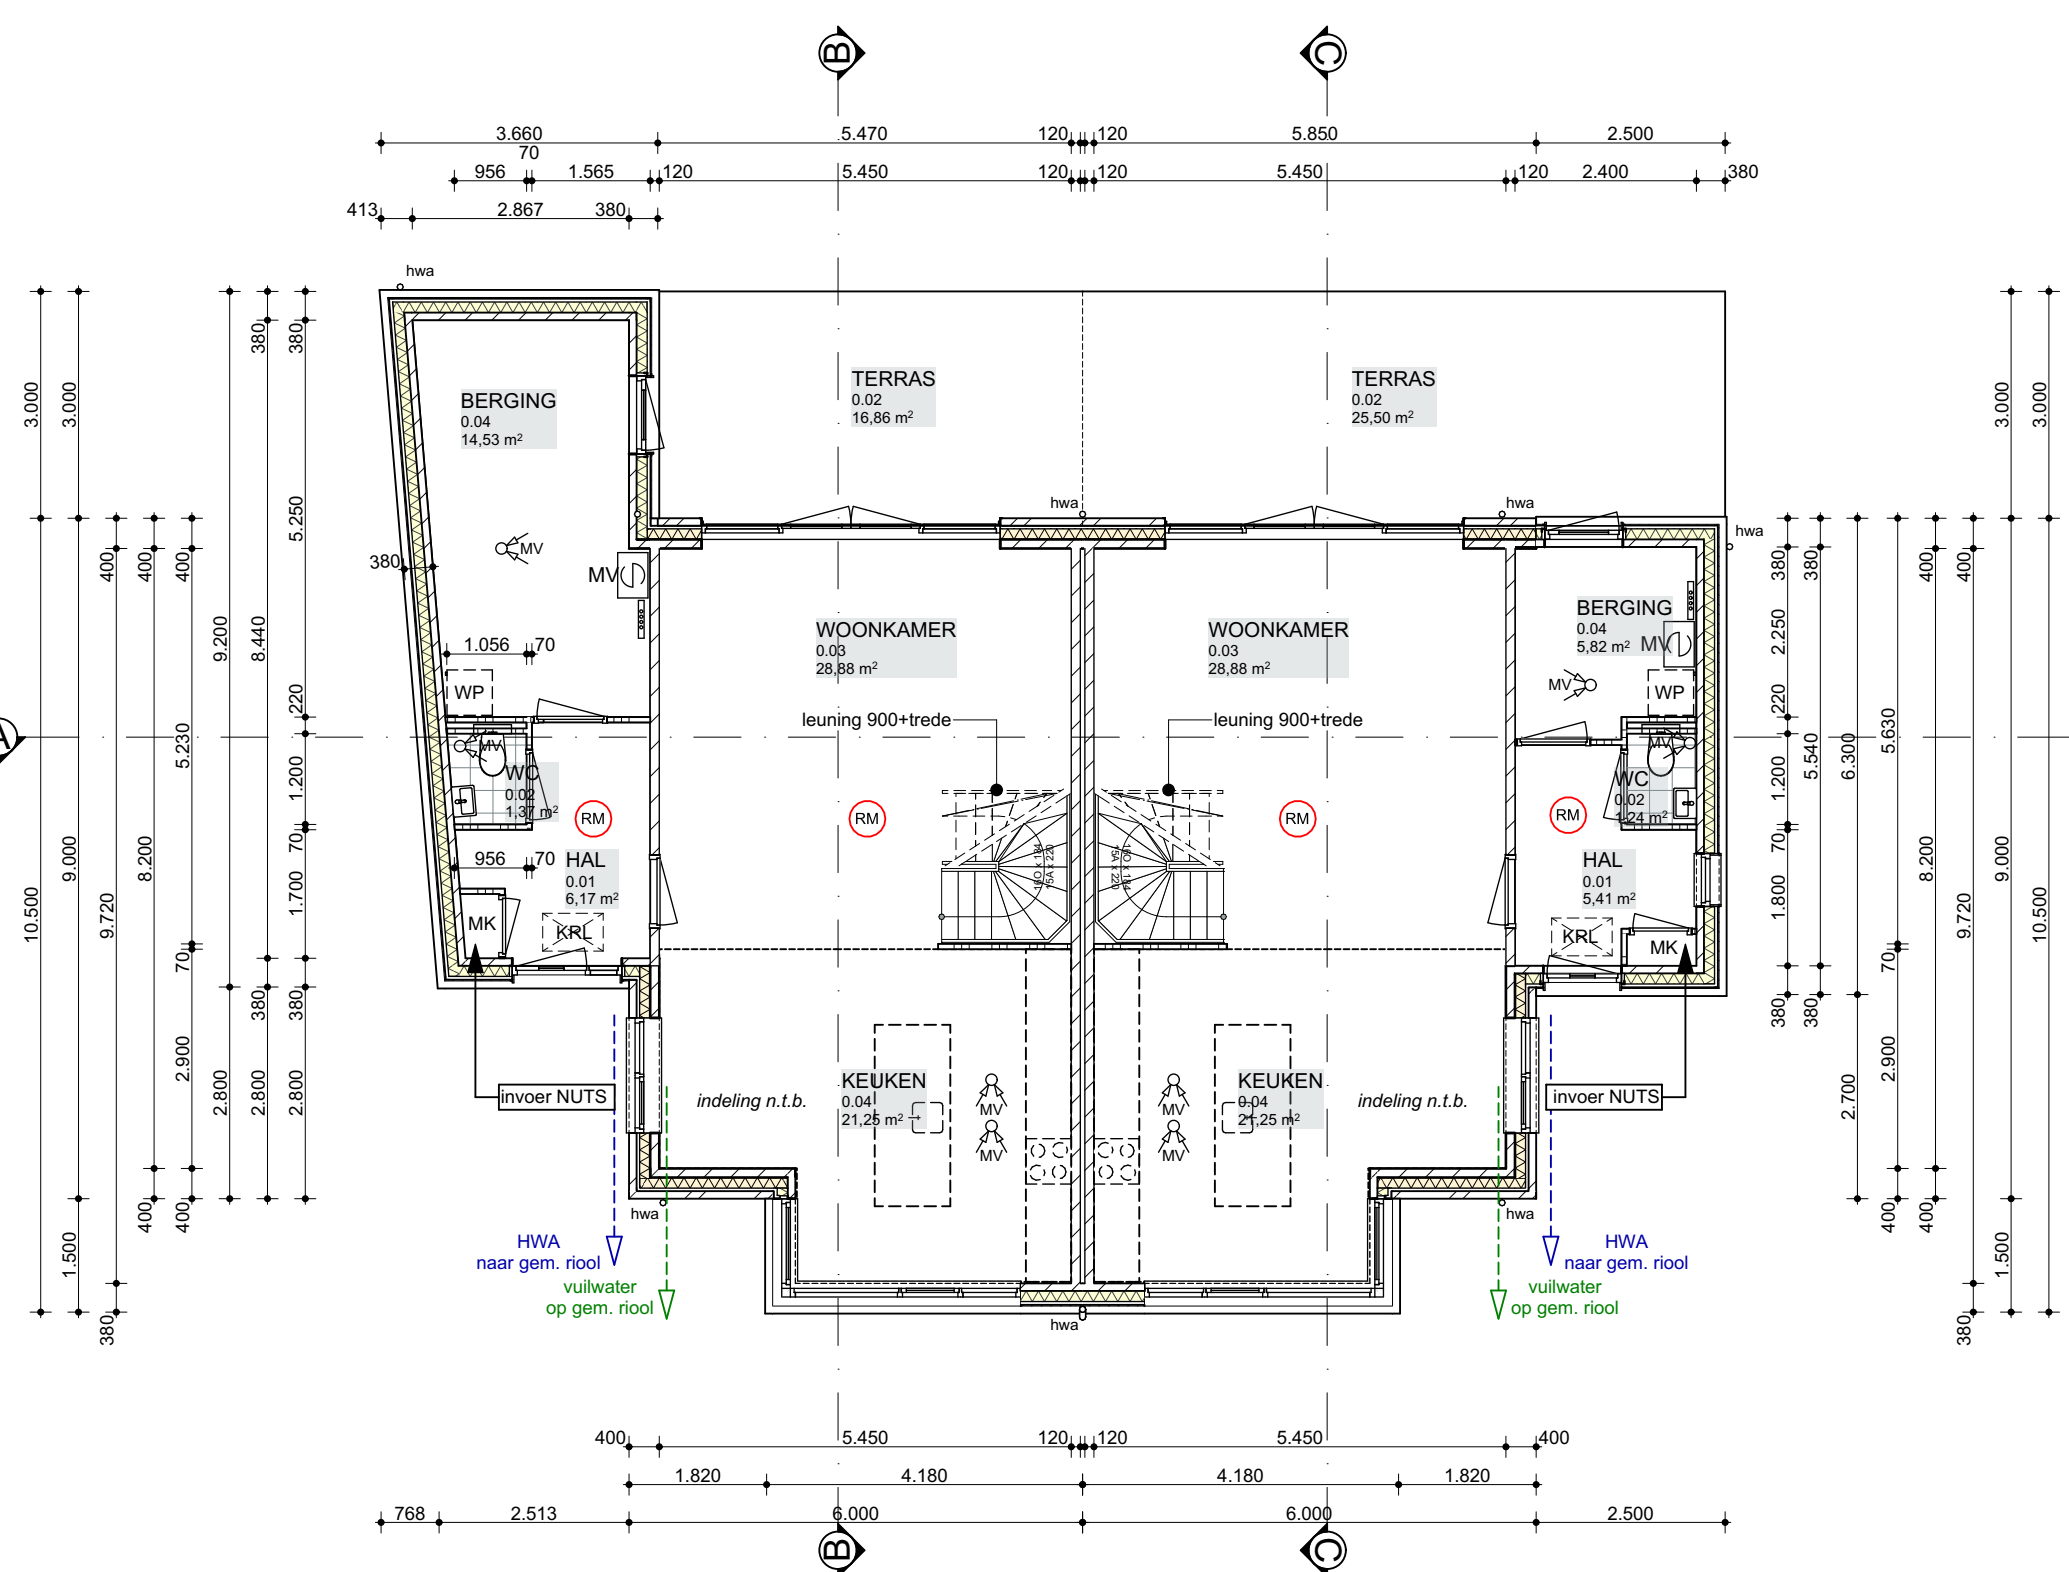 B
C
3.660
5.470
120
120
5.850
2.500
70
956
1.565
120
5.450
120
120
5.450
120
2.400
380
413
2.867
380
hwa
TERRAS
0.02
16,86 m²
TERRAS
0.02
25,50 m²
BERGING
0.04
14,53 m²
hwa
hwa
hwa
MV
MV
380
1.056
70
WP
WOONKAMER
0.03
28,88 m²
WOONKAMER
0.03
28,88 m²
BERGING
0.04
5,82 m²
MV
MV
WP
leuning 900+trede
leuning 900+trede
A
MV
WC
0.02
1,37 m²
MV
WC
0.02
1,24 m²
RM
RM
RM
RM
16O x 184
15A x 220
16O x 184
15A x 220
956
70
HAL
0.01
6,17 m²
HAL
0.01
5,41 m²
MK
KRL
KRL
MK
invoer NUTS
invoer NUTS
indeling n.t.b.
KEUKEN
0.04
21,25 m²
MV
MV
MV
MV
KEUKEN
0.04
21,25 m²
indeling n.t.b.
hwa
hwa
HWA
naar gem. riool
vuilwater
op gem. riool
HWA
naar gem. riool
vuilwater
op gem. riool
hwa
3.000
10.500
3.000
9.000
1.500
400
9.720
380
400
8.200
400
400
5.230
70
2.900
400
9.200
2.800
380
8.440
380
2.800
380
5.250
220
1.200
70
1.700
380
2.800
380
2.250
220
1.200
70
1.800
380
380
5.540
380
6.300
2.700
5.630
70
2.900
400
400
8.200
400
400
9.720
380
3.000
9.000
1.500
3.000
10.500
400
5.450
120
120
5.450
400
1.820
4.180
4.180
1.820
768
2.513
6.000
6.000
2.500
B
C